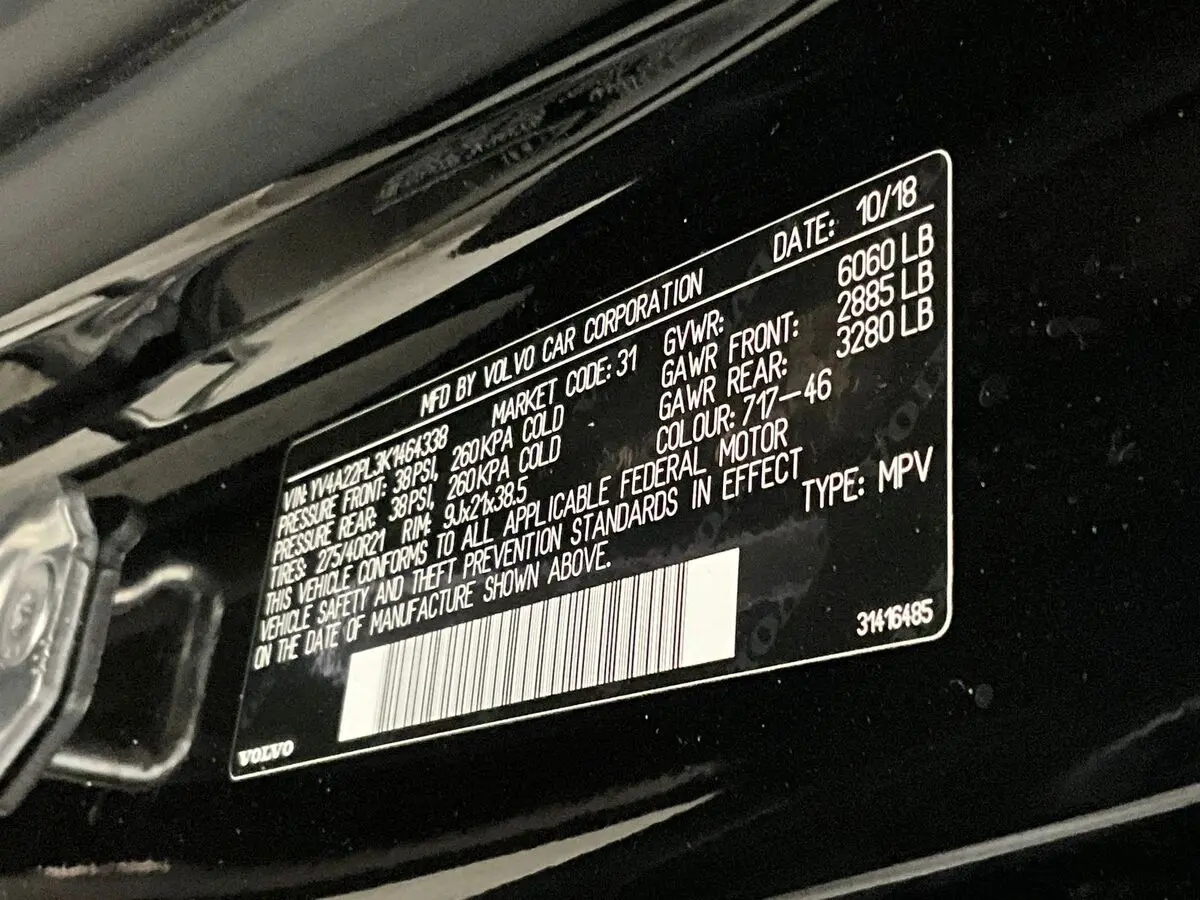 MFD BY VOLVO CAR CORPORATION DATE: 10/18
VIN: YV4A22PL3K1464338 MARKET CODE: 31 GVWR: 6060 LB
PRESSURE FRONT: 38PSI, 260KPA COLD GAWR FRONT: 2885 LB
PRESSURE REAR: 38PSI, 260KPA COLD GAWR REAR: 3280 LB
TIRES: 275/40R21 RIM: 9Jx21x38.5 COLOUR: 717-46
THIS VEHICLE CONFORMS TO ALL APPLICABLE FEDERAL MOTOR
VEHICLE SAFETY AND THEFT PREVENTION STANDARDS IN EFFECT
ON THE DATE OF MANUFACTURE SHOWN ABOVE. TYPE: MPV
VOLVO 31416485